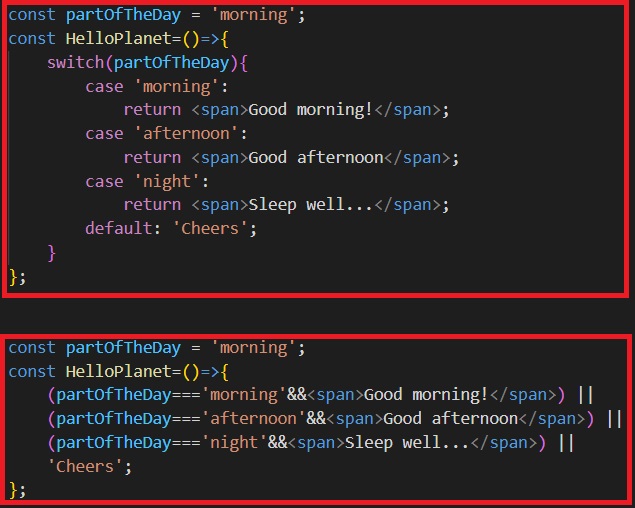 const partOfTheDay = 'morning';
const HelloPlanet=()=>{
    switch(partOfTheDay){
        case 'morning':
            return <span>Good morning!</span>;
        case 'afternoon':
            return <span>Good afternoon</span>;
        case 'night':
            return <span>Sleep well...</span>;
        default: 'Cheers';
    }
};
const partOfTheDay = 'morning';
const HelloPlanet=()=>{
    (partOfTheDay==='morning'&&<span>Good morning!</span>) ||
    (partOfTheDay==='afternoon'&&<span>Good afternoon</span>) ||
    (partOfTheDay==='night'&&<span>Sleep well...</span>) ||
    'Cheers';
};